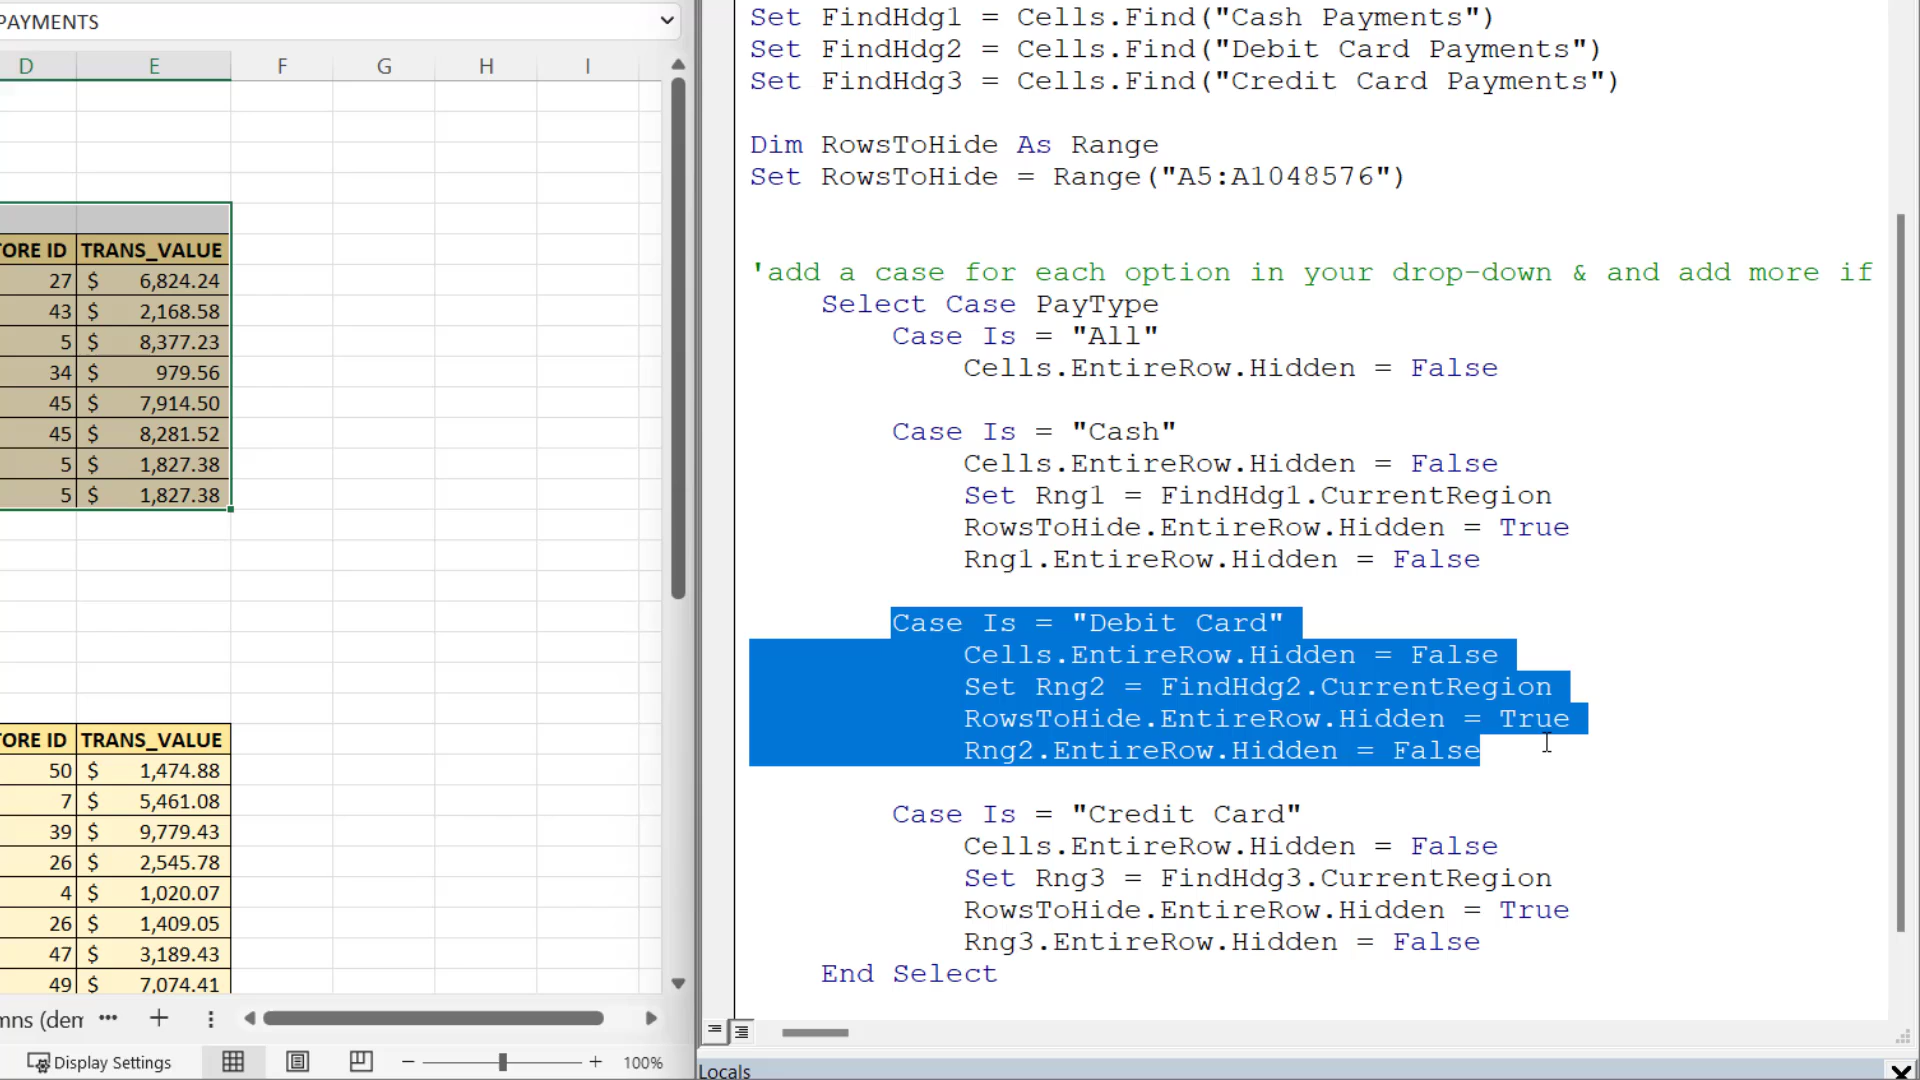 PAYMENTS
D E F G H I
ORE ID TRANS_VALUE
27 $ 6,824.24
43 $ 2,168.58
5 $ 8,377.23
34 $ 979.56
45 $ 7,914.50
45 $ 8,281.52
5 $ 1,827.38
5 $ 1,827.38
ORE ID TRANS_VALUE
50 $ 1,474.88
7 $ 5,461.08
39 $ 9,779.43
26 $ 2,545.78
4 $ 1,020.07
26 $ 1,409.05
47 $ 3,189.43
49 $ 7,074.41
mns (dem ••• +
Display Settings
− + 100%
Set FindHdg1 = Cells.Find("Cash Payments")
Set FindHdg2 = Cells.Find("Debit Card Payments")
Set FindHdg3 = Cells.Find("Credit Card Payments")
Dim RowsToHide As Range
Set RowsToHide = Range("A5:A1048576")
'add a case for each option in your drop-down & and add more if
Select Case PayType
Case Is = "All"
Cells.EntireRow.Hidden = False
Case Is = "Cash"
Cells.EntireRow.Hidden = False
Set Rng1 = FindHdg1.CurrentRegion
RowsToHide.EntireRow.Hidden = True
Rng1.EntireRow.Hidden = False
Case Is = "Debit Card"
Cells.EntireRow.Hidden = False
Set Rng2 = FindHdg2.CurrentRegion
RowsToHide.EntireRow.Hidden = True
Rng2.EntireRow.Hidden = False
Case Is = "Credit Card"
Cells.EntireRow.Hidden = False
Set Rng3 = FindHdg3.CurrentRegion
RowsToHide.EntireRow.Hidden = True
Rng3.EntireRow.Hidden = False
End Select
Locals